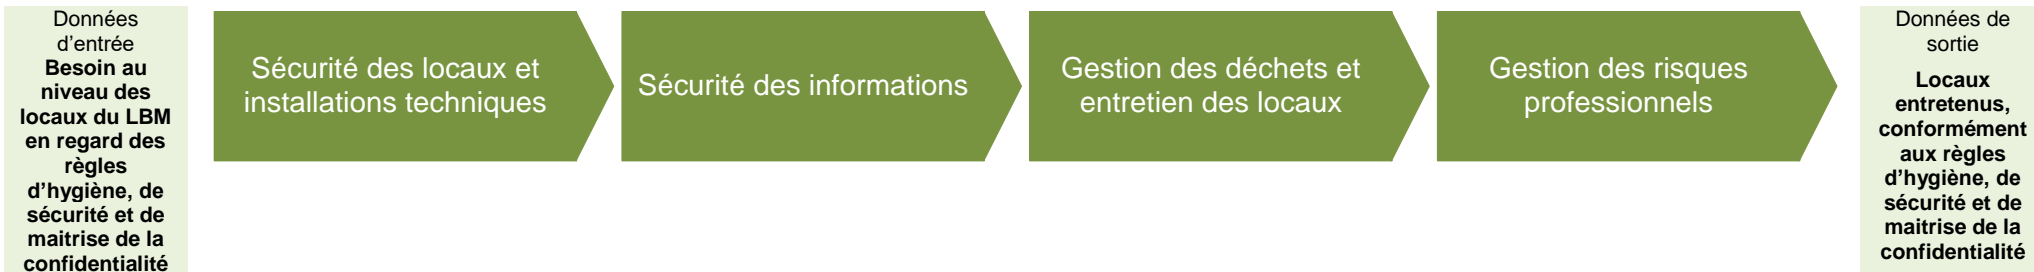 Données
d’entrée
Besoin au
niveau des
locaux du LBM
en regard des
règles
d’hygiène, de
sécurité et de
maitrise de la
confidentialité
Sécurité des locaux et
installations techniques
Sécurité des informations
Gestion des déchets et
entretien des locaux
Gestion des risques
professionnels
Données de
sortie
Locaux
entretenus,
conformément
aux règles
d’hygiène, de
sécurité et de
maitrise de la
confidentialité